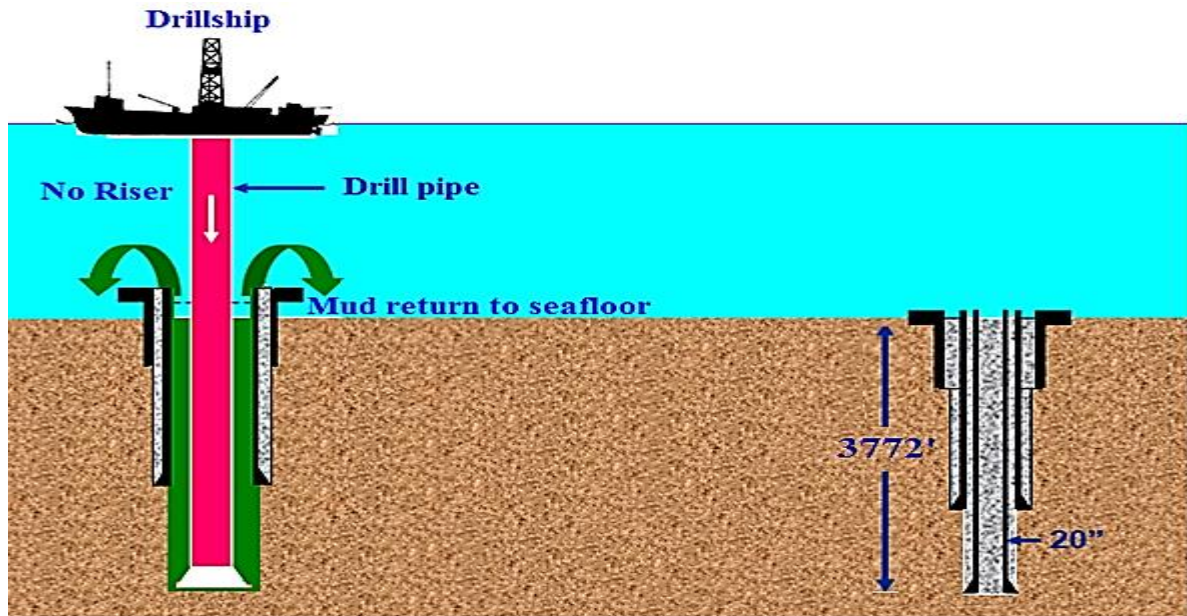 Drillship
No Riser
Drill pipe
Mud return to seafloor
3772'
20”